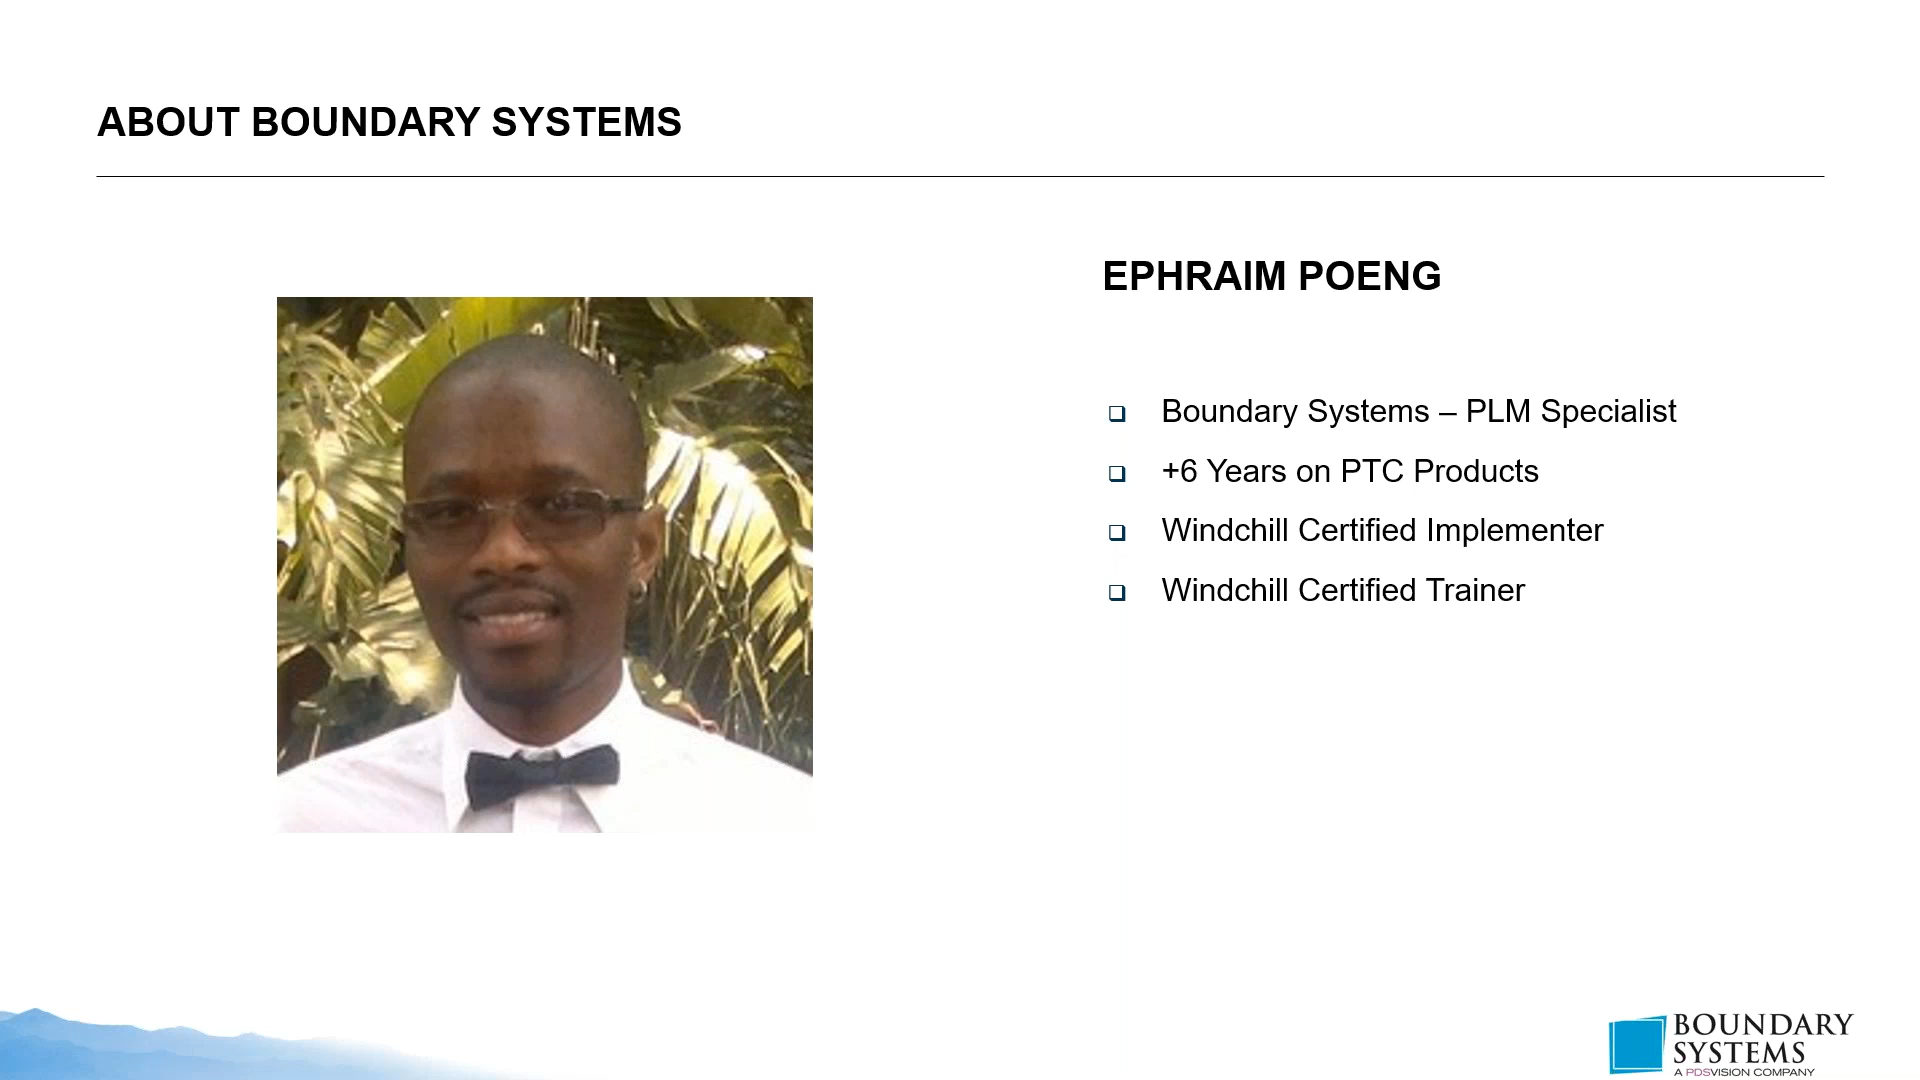 ABOUT BOUNDARY SYSTEMS
EPHRAIM POENG
Boundary Systems – PLM Specialist
+6 Years on PTC Products
Windchill Certified Implementer
Windchill Certified Trainer
BOUNDARY
SYSTEMS
A PDSVISION COMPANY